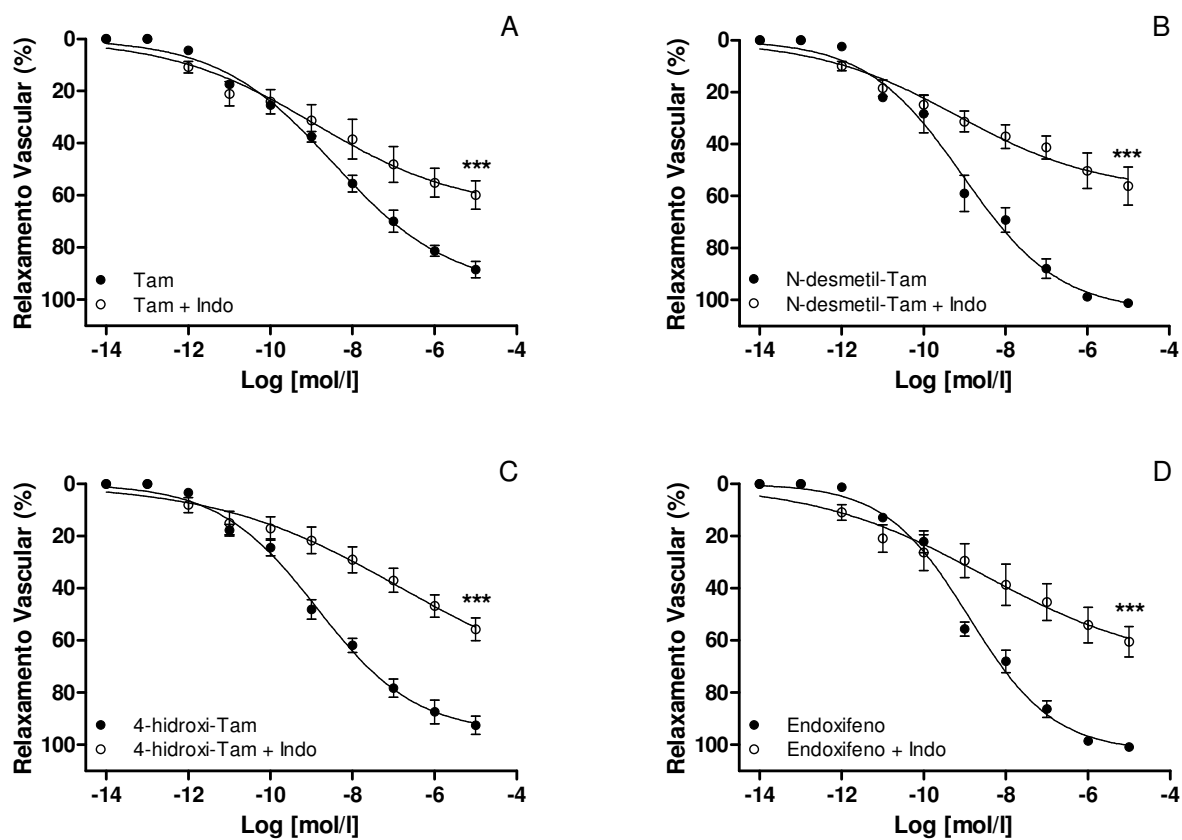 A
Relaxamento Vascular (%)
0
20
40
60
80
100
***
Tam
Tam + Indo
-14 -12 -10 -8 -6 -4
Log [mol/l]
B
Relaxamento Vascular (%)
0
20
40
60
80
100
***
N-desmetil-Tam
N-desmetil-Tam + Indo
-14 -12 -10 -8 -6 -4
Log [mol/l]
C
Relaxamento Vascular (%)
0
20
40
60
80
100
***
4-hidroxi-Tam
4-hidroxi-Tam + Indo
-14 -12 -10 -8 -6 -4
Log [mol/l]
D
Relaxamento Vascular (%)
0
20
40
60
80
100
***
Endoxifeno
Endoxifeno + Indo
-14 -12 -10 -8 -6 -4
Log [mol/l]